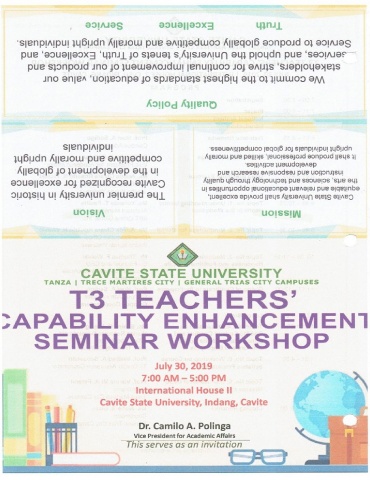 Mission
Cavite State University shall provide excellent,
equitable and relevant educational opportunities in
the arts, sciences and technology through quality
instruction and responsive research and
development activities.
It shall produce professional, skilled and morally
upright individuals for global competitiveness.
Vision
The premier university in historic
Cavite recognized for excellence
in the development of globally
competitive and morally upright
individuals
Quality Policy
We commit to the highest standards of education, value our
stakeholders, strive for continual improvement of our products and
services, and uphold the University's tenets of Truth, Excellence, and
Service to produce globally competitive and morally upright individuals.
Truth Excellence Service
CAVITE STATE UNIVERSITY
TANZA | TRECE MARTIRES CITY | GENERAL TRIAS CITY CAMPUSES
T3 TEACHERS'
CAPABILITY ENHANCEMENT
SEMINAR WORKSHOP
July 30, 2019
7:00 AM – 5:00 PM
International House II
Cavite State University, Indang, Cavite
Dr. Camilo A. Polinga
Vice President for Academic Affairs
This serves as an invitation